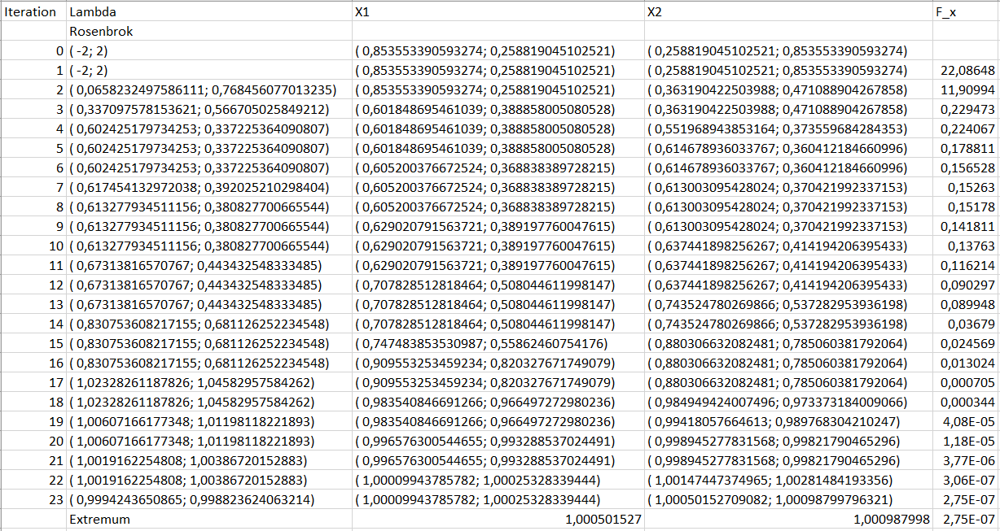 Iteration Lambda X1 X2 F_x
Rosenbrok
0 ( -2; 2) ( 0,853553390593274; 0,258819045102521) ( 0,258819045102521; 0,853553390593274)
1 ( -2; 2) ( 0,853553390593274; 0,258819045102521) ( 0,258819045102521; 0,853553390593274) 22,08648
2 ( 0,0658232497586111; 0,768456077013235) ( 0,853553390593274; 0,258819045102521) ( 0,363190422503988; 0,471088904267858) 11,90994
3 ( 0,337097578153621; 0,566705025849212) ( 0,601848695461039; 0,388858005080528) ( 0,363190422503988; 0,471088904267858) 0,229473
4 ( 0,602425179734253; 0,337225364090807) ( 0,601848695461039; 0,388858005080528) ( 0,551968943853164; 0,373559684284353) 0,224067
5 ( 0,602425179734253; 0,337225364090807) ( 0,601848695461039; 0,388858005080528) ( 0,614678936033767; 0,360412184660996) 0,178811
6 ( 0,602425179734253; 0,337225364090807) ( 0,605200376672524; 0,368838389728215) ( 0,614678936033767; 0,360412184660996) 0,156528
7 ( 0,617454132972038; 0,392025210298404) ( 0,605200376672524; 0,368838389728215) ( 0,613003095428024; 0,370421992337153) 0,15263
8 ( 0,613277934511156; 0,380827700665544) ( 0,605200376672524; 0,368838389728215) ( 0,613003095428024; 0,370421992337153) 0,15178
9 ( 0,613277934511156; 0,380827700665544) ( 0,629020791563721; 0,389197760047615) ( 0,613003095428024; 0,370421992337153) 0,141811
10 ( 0,613277934511156; 0,380827700665544) ( 0,629020791563721; 0,389197760047615) ( 0,637441898256267; 0,414194206395433) 0,13763
11 ( 0,67313816570767; 0,443432548333485) ( 0,629020791563721; 0,389197760047615) ( 0,637441898256267; 0,414194206395433) 0,116214
12 ( 0,67313816570767; 0,443432548333485) ( 0,707828512818464; 0,508044611998147) ( 0,637441898256267; 0,414194206395433) 0,090297
13 ( 0,67313816570767; 0,443432548333485) ( 0,707828512818464; 0,508044611998147) ( 0,743524780269866; 0,537282953936198) 0,089948
14 ( 0,830753608217155; 0,681126252234548) ( 0,707828512818464; 0,508044611998147) ( 0,743524780269866; 0,537282953936198) 0,03679
15 ( 0,830753608217155; 0,681126252234548) ( 0,747483853530987; 0,55862460754176) ( 0,880306632082481; 0,785060381792064) 0,024569
16 ( 0,830753608217155; 0,681126252234548) ( 0,909553253459234; 0,820327671749079) ( 0,880306632082481; 0,785060381792064) 0,013024
17 ( 1,02328261187826; 1,04582957584262) ( 0,909553253459234; 0,820327671749079) ( 0,880306632082481; 0,785060381792064) 0,000705
18 ( 1,02328261187826; 1,04582957584262) ( 0,983540846691266; 0,966497272980236) ( 0,984949424007496; 0,973373184009066) 0,000344
19 ( 1,00607166177348; 1,01198118221893) ( 0,983540846691266; 0,966497272980236) ( 0,99418057664613; 0,989768304210247) 4,08E-05
20 ( 1,00607166177348; 1,01198118221893) ( 0,996576300544655; 0,993288537024491) ( 0,998945277831568; 0,99821790465296) 1,18E-05
21 ( 1,0019162254808; 1,00386720152883) ( 0,996576300544655; 0,993288537024491) ( 0,998945277831568; 0,99821790465296) 3,77E-06
22 ( 1,0019162254808; 1,00386720152883) ( 1,00009943785782; 1,00025328339444) ( 1,00147447374965; 1,00281484193356) 3,06E-07
23 ( 0,9994243650865; 0,998823624063214) ( 1,00009943785782; 1,00025328339444) ( 1,00050152709082; 1,00098799796321) 2,75E-07
Extremum 1,000501527 1,000987998 2,75E-07